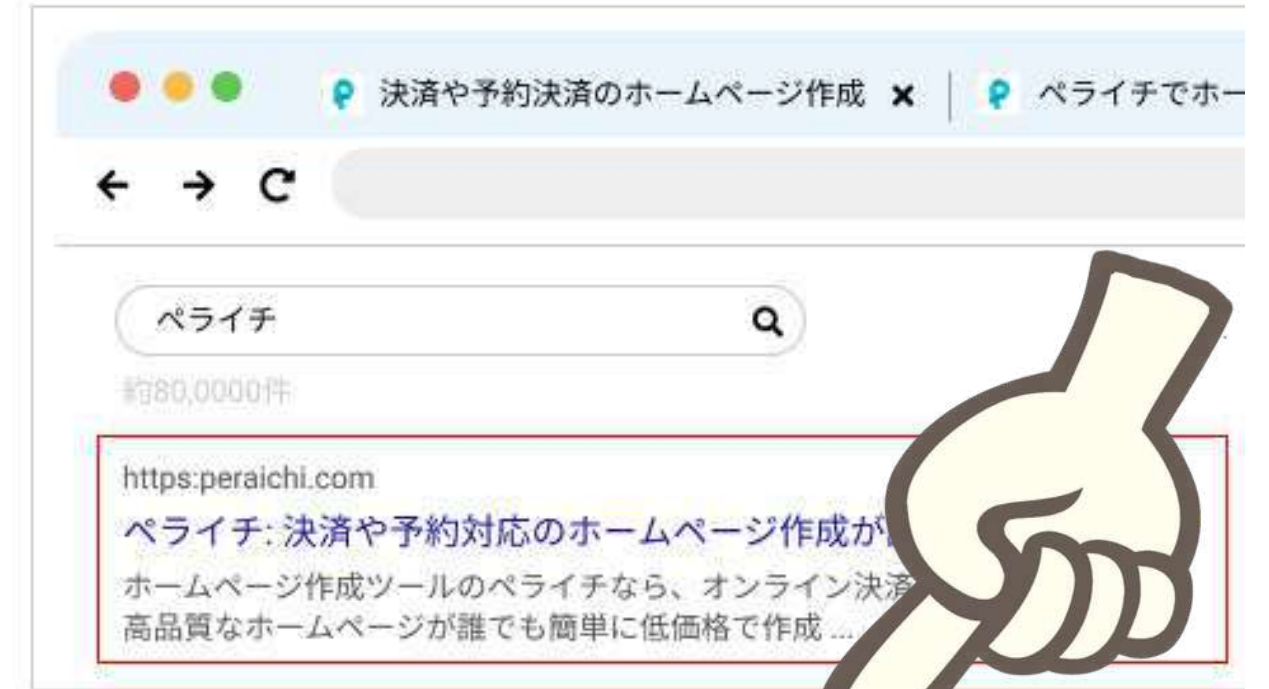 決済や予約決済のホームページ作成
ペライチでホー
ペライチ
約80,0000件
https:peraichi.com
ペライチ: 決済や予約対応のホームページ作成が
ホームページ作成ツールのペライチなら、オンライン決済
高品質なホームページが誰でも簡単に低価格で作成 ...